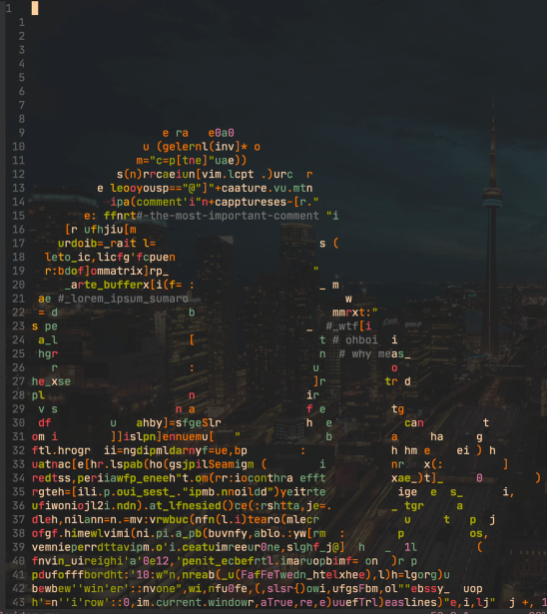 1
1
2
3
4
5
6
7
8
9 e ra e0a0
10 u (gelernl(inv]* o
11 m="c=p[tne]"uae))
12 s(n)rrcaeiun[vim.lcpt .)urc r
13 e leooyousp=="@"]"+caature.vu.mtn
14 ipa(comment'i"n+capptureses-[r."
15 e: ffnrt#-the-most-important-comment "i
16 [r ufhjiu[m
17 urdoib=_rait l= s (
18 leto_ic,licfg'fcpuen
19 r:bdof]ommatrix]rp_ "
20 _arte_bufferx[i(f= : _ m
21 ae #_lorem_ipsum_sumaro w
22 = d b mmrxt:"
23 s pe _ #_wtf[i
24 a_l [ t # ohboi i
25 hgr : n # why meas_
26 r u o
27 he_xse ]r tr d
28 pl n ir
29 v s n_a f e tg
30 df u ahby]=sfgeSlr h e can t
31 om i ]]islpn]ennuemu[ " b a ha g
32 ftl.hrogr ii=ngdipmldarnyf=ue,bp : h hm e ei ) h
33 uatnac[e[hr.lspab(ho(gsjpilSeamigm ( i nr x(: ]
34 redtss,periiawfp_eneeh"t.om(rr:ioconthra efft xae_)t]_ 0 )
35 rgteh=[ili.p.oui_sest_."ipmb.nnoildd")yeitrte ige e s_ i,
36 ufiwoniojl2i.ndn).at_lfnesied()ce(:rshtta,je=. _ tgr a
37 dleh,nilann=n.=mv:vrwbuc(nfn(l.i)tearo(mlecr u t p j
38 ofgf.himewlvimi(ni.pi.a_pb(buvnfy,ablo.:yw[rm : p os,
39 vemnieperrdttavipm.o'i.ceatuimreeur0ne,slghf_j@] h _ 1l (
40 fnvin_uireighi'a'0e12,'penit_ecbefrtl.imaruopbimf= on )r p
41 pdufofffbordht:'10:w"n,nreab(_u(FafFeTwedn_htelxhee),l)h=lgorg)u
42 bewbew''win'er'::nvone",wi,nfu0fe,(,slsr{)owi,ufgsFbm,ol""ebssy_ uop
43 h'=n''i'row'::0,im.current.windowr,aTrue,re,e)uuefTrl)easlines)"e,i,lj" j +, 1